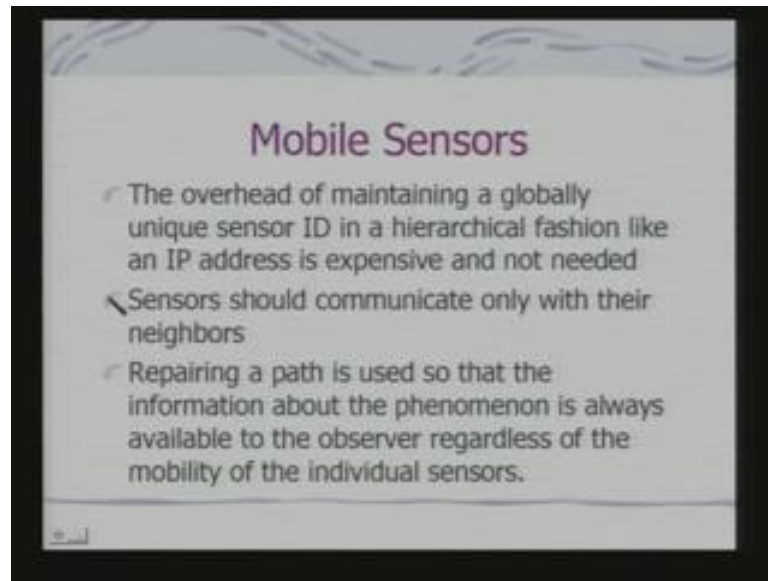 Mobile Sensors
The overhead of maintaining a globally
unique sensor ID in a hierarchical fashion like
an IP address is expensive and not needed
Sensors should communicate only with their
neighbors
Repairing a path is used so that the
information about the phenomenon is always
available to the observer regardless of the
mobility of the individual sensors.